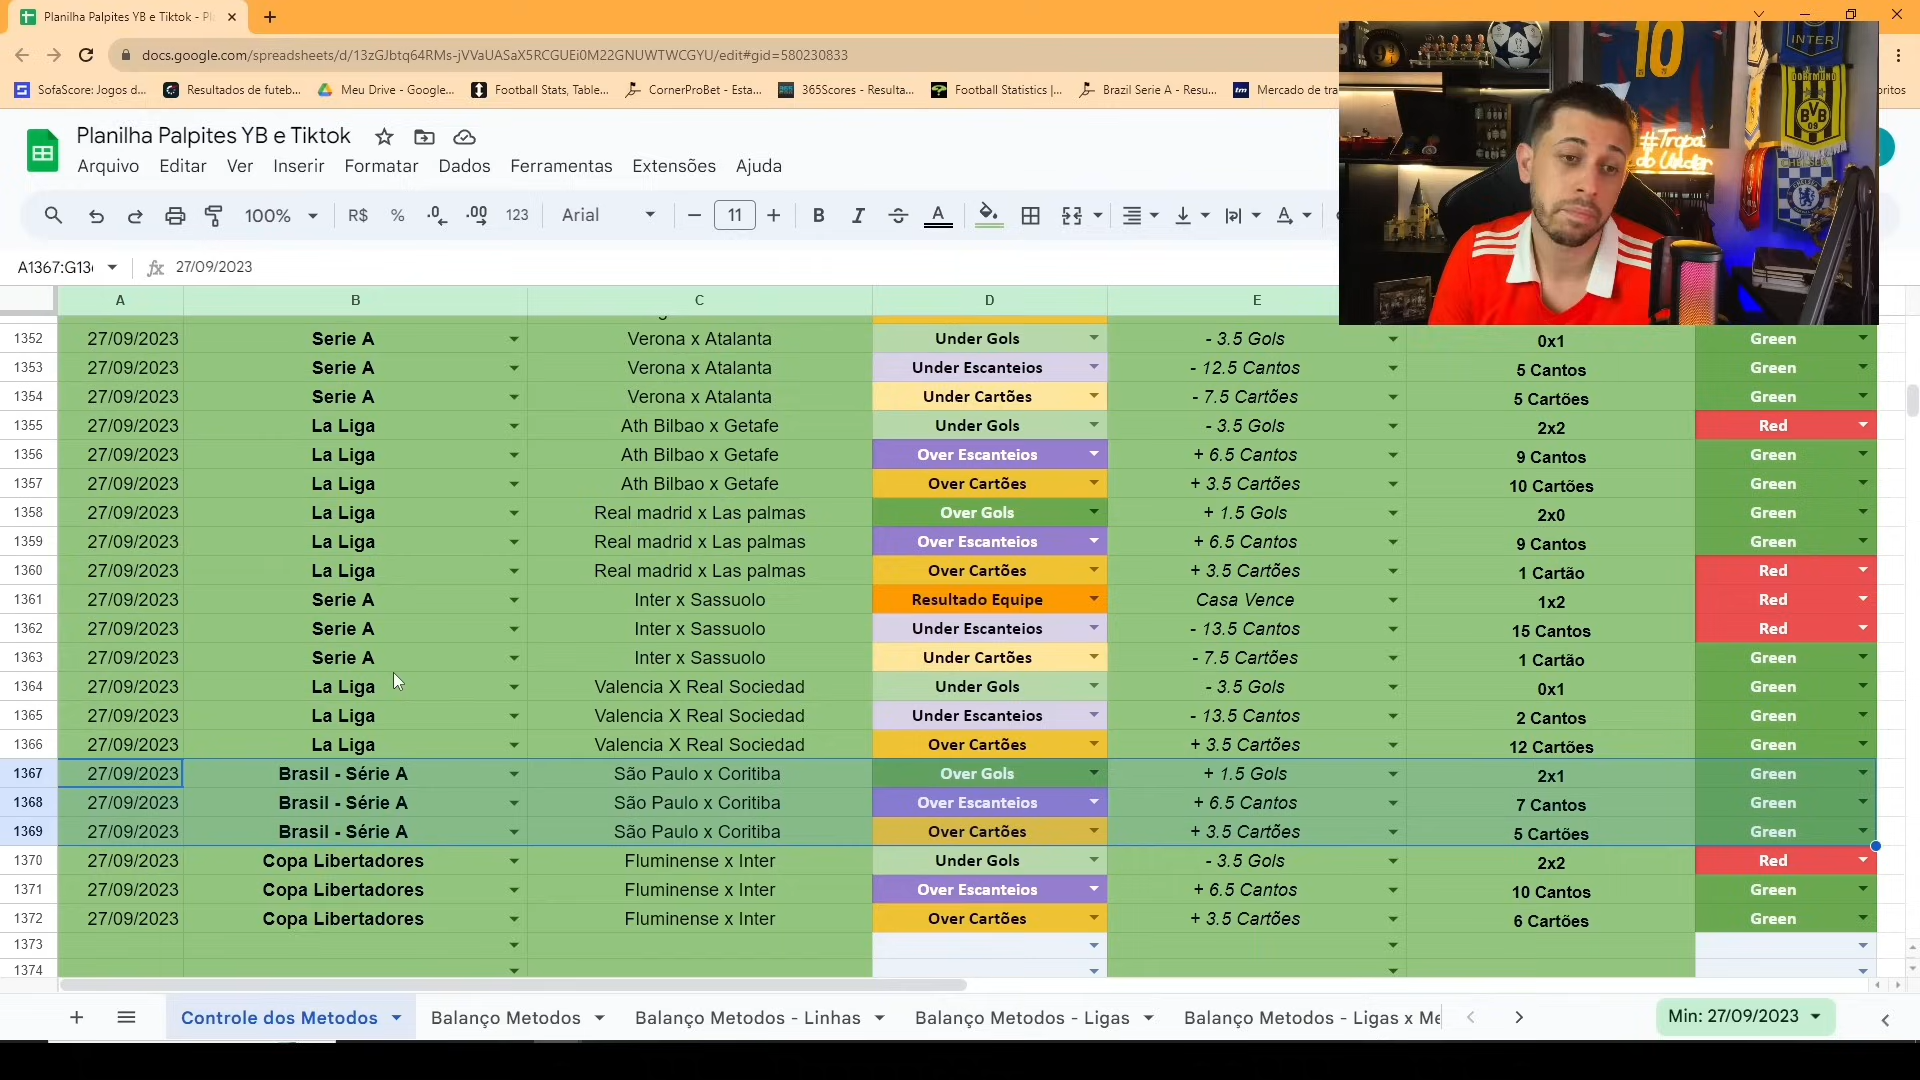 Planilha Palpites YB e Tiktok - Pl
docs.google.com/spreadsheets/d/13zGJbtq64RMs-jVVaUASaX5RCGUEi0M22GNUWTWCGYU/edit#gid=580230833
SofaScore: Jogos d... Resultados de futeb... Meu Drive - Google... Football Stats, Table... CornerProBet - Esta... 365Scores - Resulta... Football Statistics |... Brazil Serie A - Resu... Mercado de tra oritos
Planilha Palpites YB e Tiktok
Arquivo Editar Ver Inserir Formatar Dados Ferramentas Extensões Ajuda
100% R$ % .0 .00 123 Arial 11 B I A
A1367:G13 fx 27/09/2023
10
INTER
DORTMUND
BVB
09
CHELSEA
#Tropa
do
A B C D E
1352 27/09/2023 Serie A Verona x Atalanta Under Gols - 3.5 Gols 0x1 Green
1353 27/09/2023 Serie A Verona x Atalanta Under Escanteios - 12.5 Cantos 5 Cantos Green
1354 27/09/2023 Serie A Verona x Atalanta Under Cartões - 7.5 Cartões 5 Cartões Green
1355 27/09/2023 La Liga Ath Bilbao x Getafe Under Gols - 3.5 Gols 2x2 Red
1356 27/09/2023 La Liga Ath Bilbao x Getafe Over Escanteios + 6.5 Cantos 9 Cantos Green
1357 27/09/2023 La Liga Ath Bilbao x Getafe Over Cartões + 3.5 Cartões 10 Cartões Green
1358 27/09/2023 La Liga Real madrid x Las palmas Over Gols + 1.5 Gols 2x0 Green
1359 27/09/2023 La Liga Real madrid x Las palmas Over Escanteios + 6.5 Cantos 9 Cantos Green
1360 27/09/2023 La Liga Real madrid x Las palmas Over Cartões + 3.5 Cartões 1 Cartão Red
1361 27/09/2023 Serie A Inter x Sassuolo Resultado Equipe Casa Vence 1x2 Red
1362 27/09/2023 Serie A Inter x Sassuolo Under Escanteios - 13.5 Cantos 15 Cantos Red
1363 27/09/2023 Serie A Inter x Sassuolo Under Cartões - 7.5 Cartões 1 Cartão Green
1364 27/09/2023 La Liga Valencia X Real Sociedad Under Gols - 3.5 Gols 0x1 Green
1365 27/09/2023 La Liga Valencia X Real Sociedad Under Escanteios - 13.5 Cantos 2 Cantos Green
1366 27/09/2023 La Liga Valencia X Real Sociedad Over Cartões + 3.5 Cartões 12 Cartões Green
1367 27/09/2023 Brasil - Série A São Paulo x Coritiba Over Gols + 1.5 Gols 2x1 Green
1368 27/09/2023 Brasil - Série A São Paulo x Coritiba Over Escanteios + 6.5 Cantos 7 Cantos Green
1369 27/09/2023 Brasil - Série A São Paulo x Coritiba Over Cartões + 3.5 Cartões 5 Cartões Green
1370 27/09/2023 Copa Libertadores Fluminense x Inter Under Gols - 3.5 Gols 2x2 Red
1371 27/09/2023 Copa Libertadores Fluminense x Inter Over Escanteios + 6.5 Cantos 10 Cantos Green
1372 27/09/2023 Copa Libertadores Fluminense x Inter Over Cartões + 3.5 Cartões 6 Cartões Green
1373
1374
Controle dos Metodos Balanço Metodos Balanço Metodos - Linhas Balanço Metodos - Ligas Balanço Metodos - Ligas x Me Min: 27/09/2023